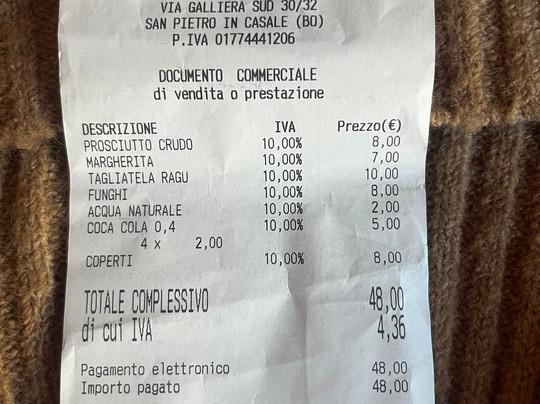 VIA GALLIERA SUD 30/32
SAN PIETRO IN CASALE (BO)
P.IVA 01774441206
DOCUMENTO COMMERCIALE
di vendita o prestazione
DESCRIZIONE IVA Prezzo(€)
PROSCIUTTO CRUDO 10,00% 8,00
MARGHERITA 10,00% 7,00
TAGLIATELA RAGU 10,00% 10,00
FUNGHI 10,00% 8,00
ACQUA NATURALE 10,00% 2,00
COCA COLA 0,4 10,00% 5,00
4 x 2,00
COPERTI 10,00% 8,00
TOTALE COMPLESSIVO 48,00
di cui IVA 4,36
Pagamento elettronico 48,00
Importo pagato 48,00